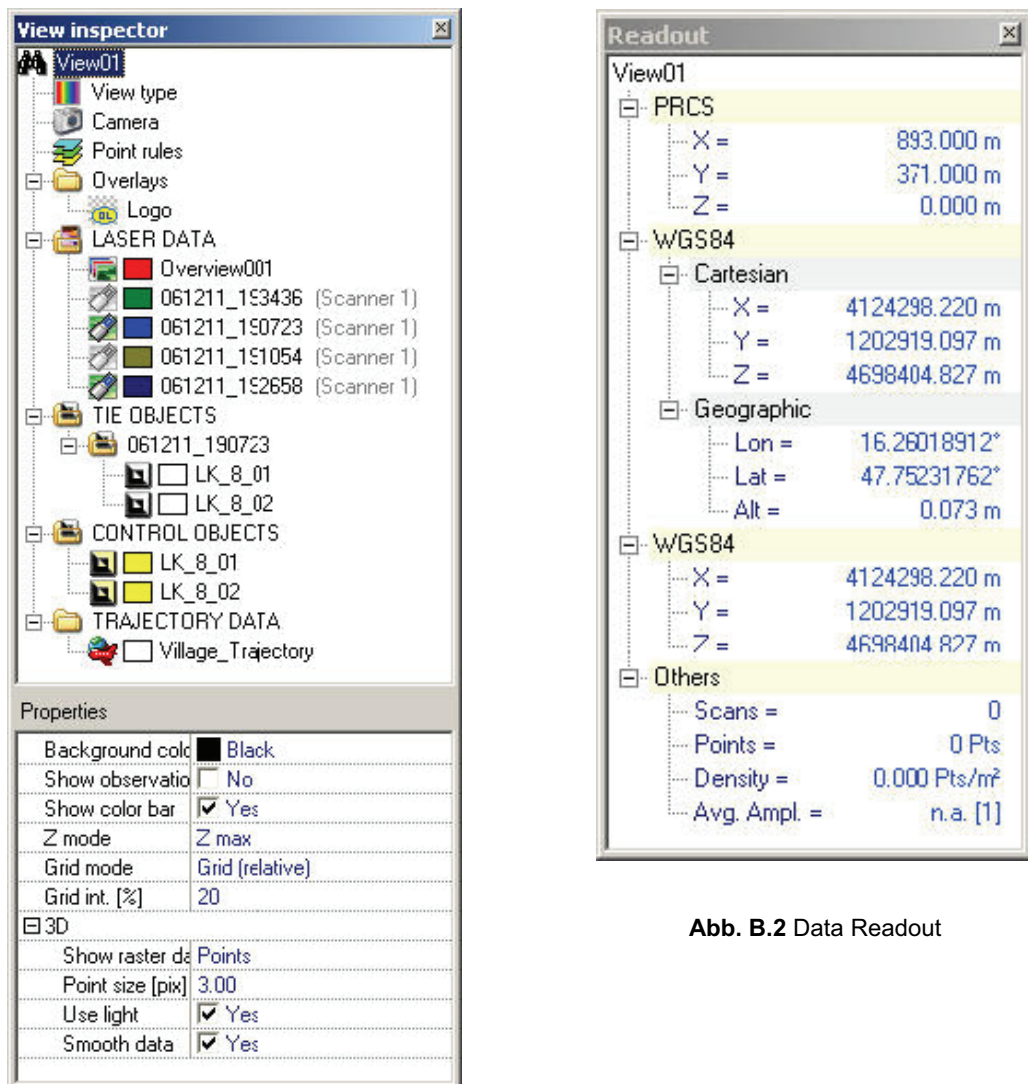 View inspector
View01
View type
Camera
Point rules
Overlays
Logo
LASER DATA
Overview001
061211_193436 (Scanner 1)
061211_190723 (Scanner 1)
061211_191054 (Scanner 1)
061211_192658 (Scanner 1)
TIE OBJECTS
061211_190723
LK_8_01
LK_8_02
CONTROL OBJECTS
LK_8_01
LK_8_02
TRAJECTORY DATA
Village_Trajectory
Properties
Background colo Black
Show observatio No
Show color bar Yes
Z mode Z max
Grid mode Grid (relative)
Grid int. [%] 20
3D
Show raster da Points
Point size [pix] 3.00
Use light Yes
Smooth data Yes
Readout
View01
PRCS
X = 893.000 m
Y = 371.000 m
Z = 0.000 m
WGS84
Cartesian
X = 4124298.220 m
Y = 1202919.097 m
Z = 4698404.827 m
Geographic
Lon = 16.26018912°
Lat = 47.75231762°
Alt = 0.073 m
WGS84
X = 4124298.220 m
Y = 1202919.097 m
Z = 4698404.827 m
Others
Scans = 0
Points = 0 Pts
Density = 0.000 Pts/m²
Avg. Ampl. = n.a. [1]
Abb. B.2 Data Readout